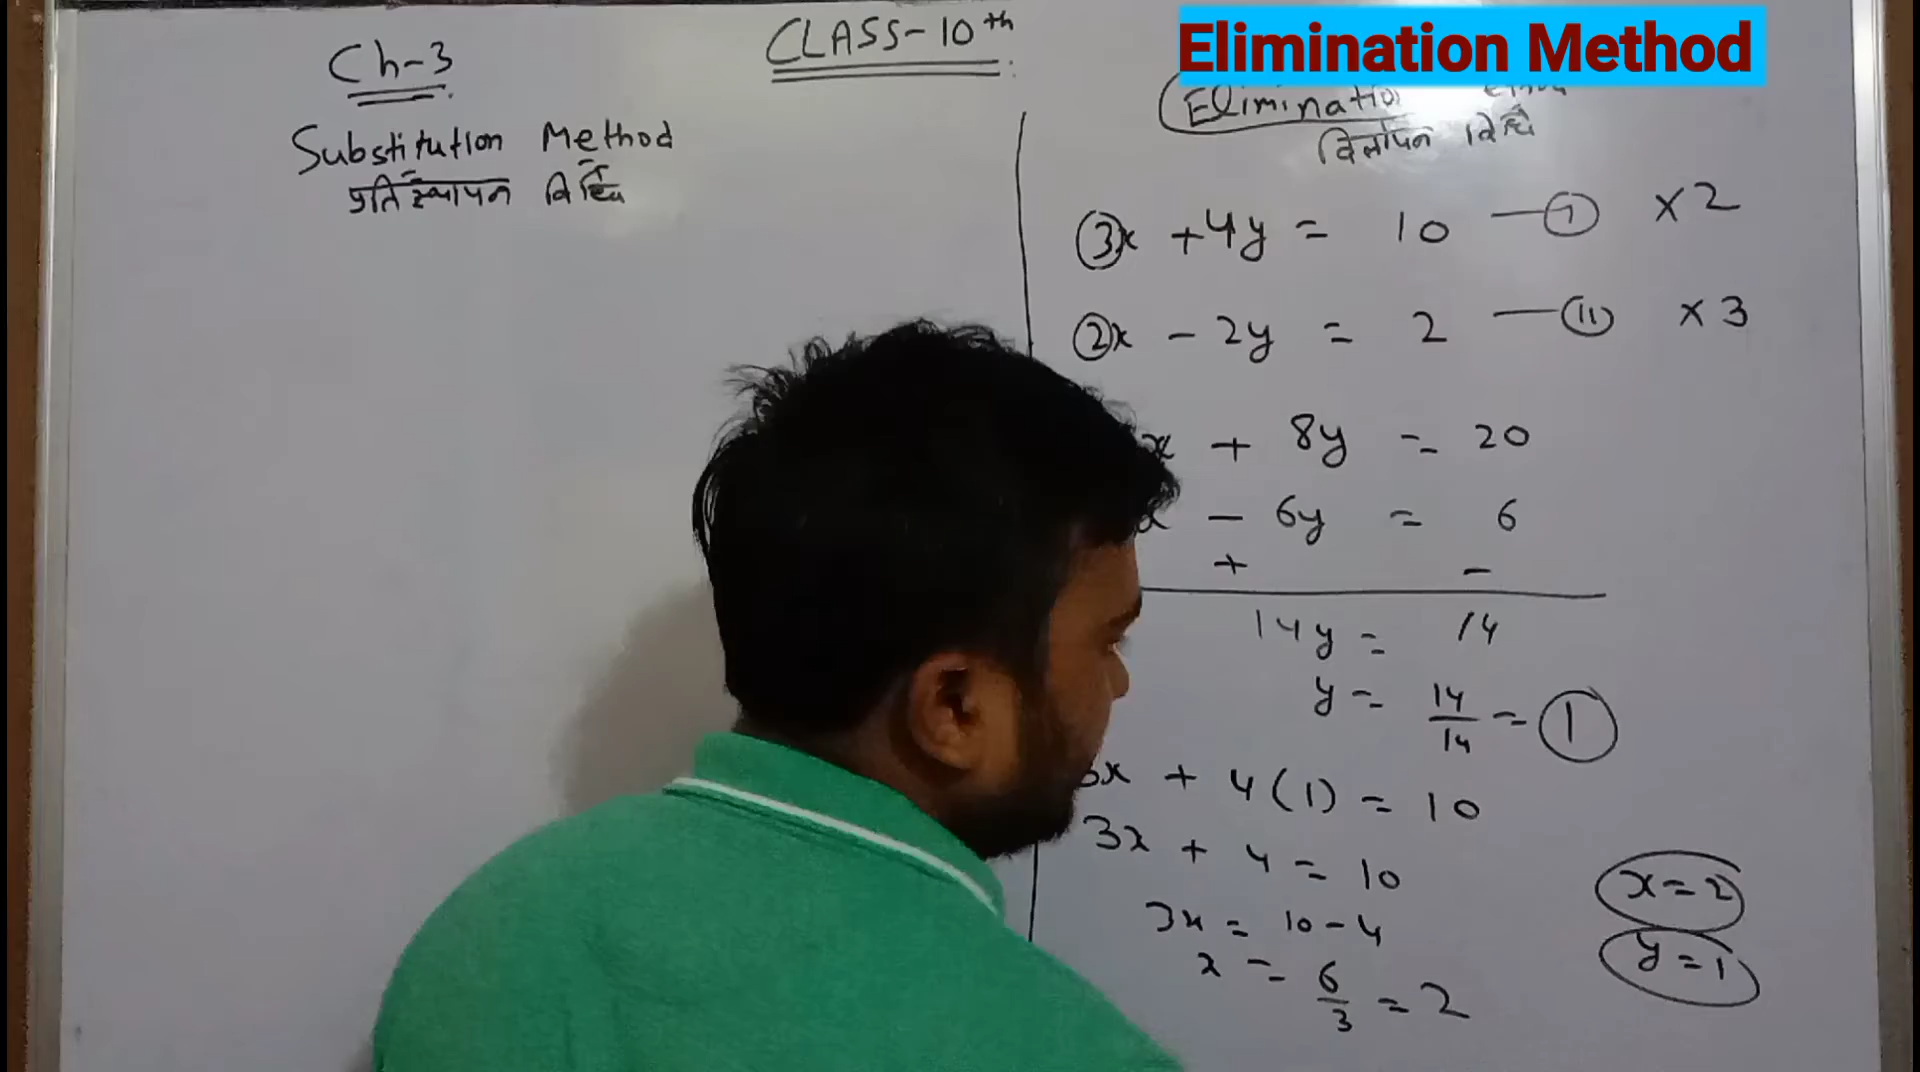 CLASS-10th
Ch-3
Substitution Method
प्रतिस्थापन विधि
Elimination Method
Eliminatio
विलोपन विधि
3x + 4y = 10 — I × 2
2x - 2y = 2 — II × 3
x + 8y = 20
x - 6y = 6
+ -
14y = 14
y = 14/14 = 1
3x + 4(1) = 10
3x + 4 = 10
3x = 10 - 4
x = 6/3 = 2
x = 2
y = 1